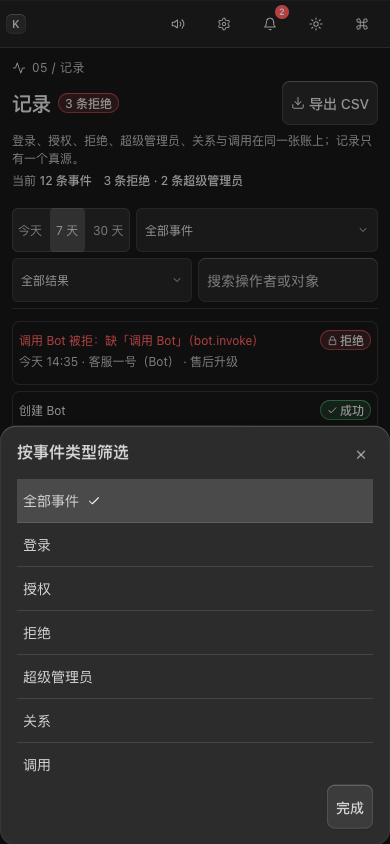 K
2
05 / 记录
记录
3 条拒绝
导出 CSV
登录、授权、拒绝、超级管理员、关系与调用在同一张账上；记录只
有一个真源。
当前 12 条事件 3 条拒绝 · 2 条超级管理员
今天
7 天
30 天
全部事件
全部结果
搜索操作者或对象
调用 Bot 被拒：缺「调用 Bot」（bot.invoke）
拒绝
今天 14:35 · 客服一号（Bot） · 售后升级
创建 Bot
成功
按事件类型筛选
全部事件
登录
授权
拒绝
超级管理员
关系
调用
完成